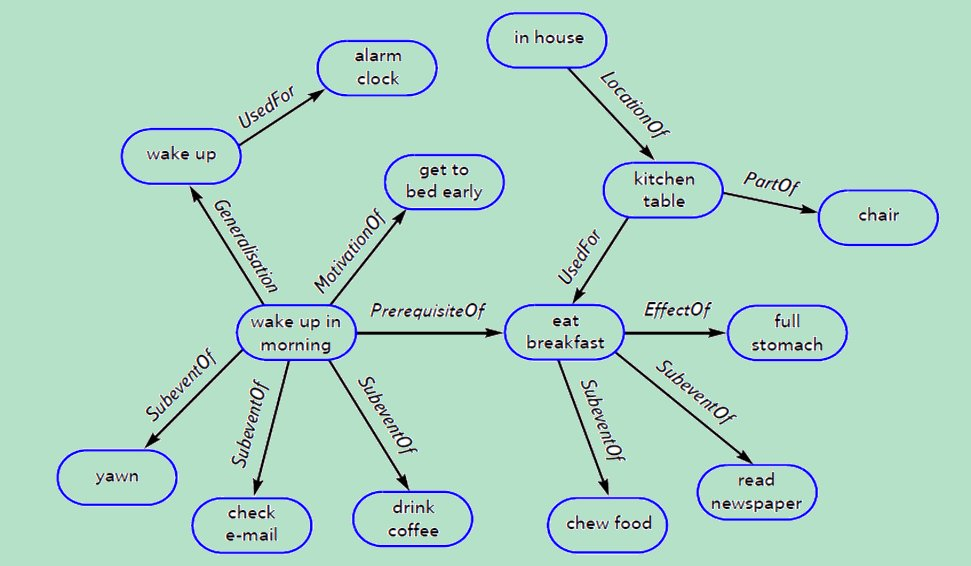 in house
alarm
clock
LocationOf
UsedFor
wake up
get to
bed early
kitchen
table
PartOf
chair
Generalisation
MotivationOf
UsedFor
wake up in
morning
PrerequisiteOf
eat
breakfast
EffectOf
full
stomach
SubeventOf
SubeventOf
SubeventOf
SubeventOf
SubeventOf
yawn
check
e-mail
drink
coffee
chew food
read
newspaper